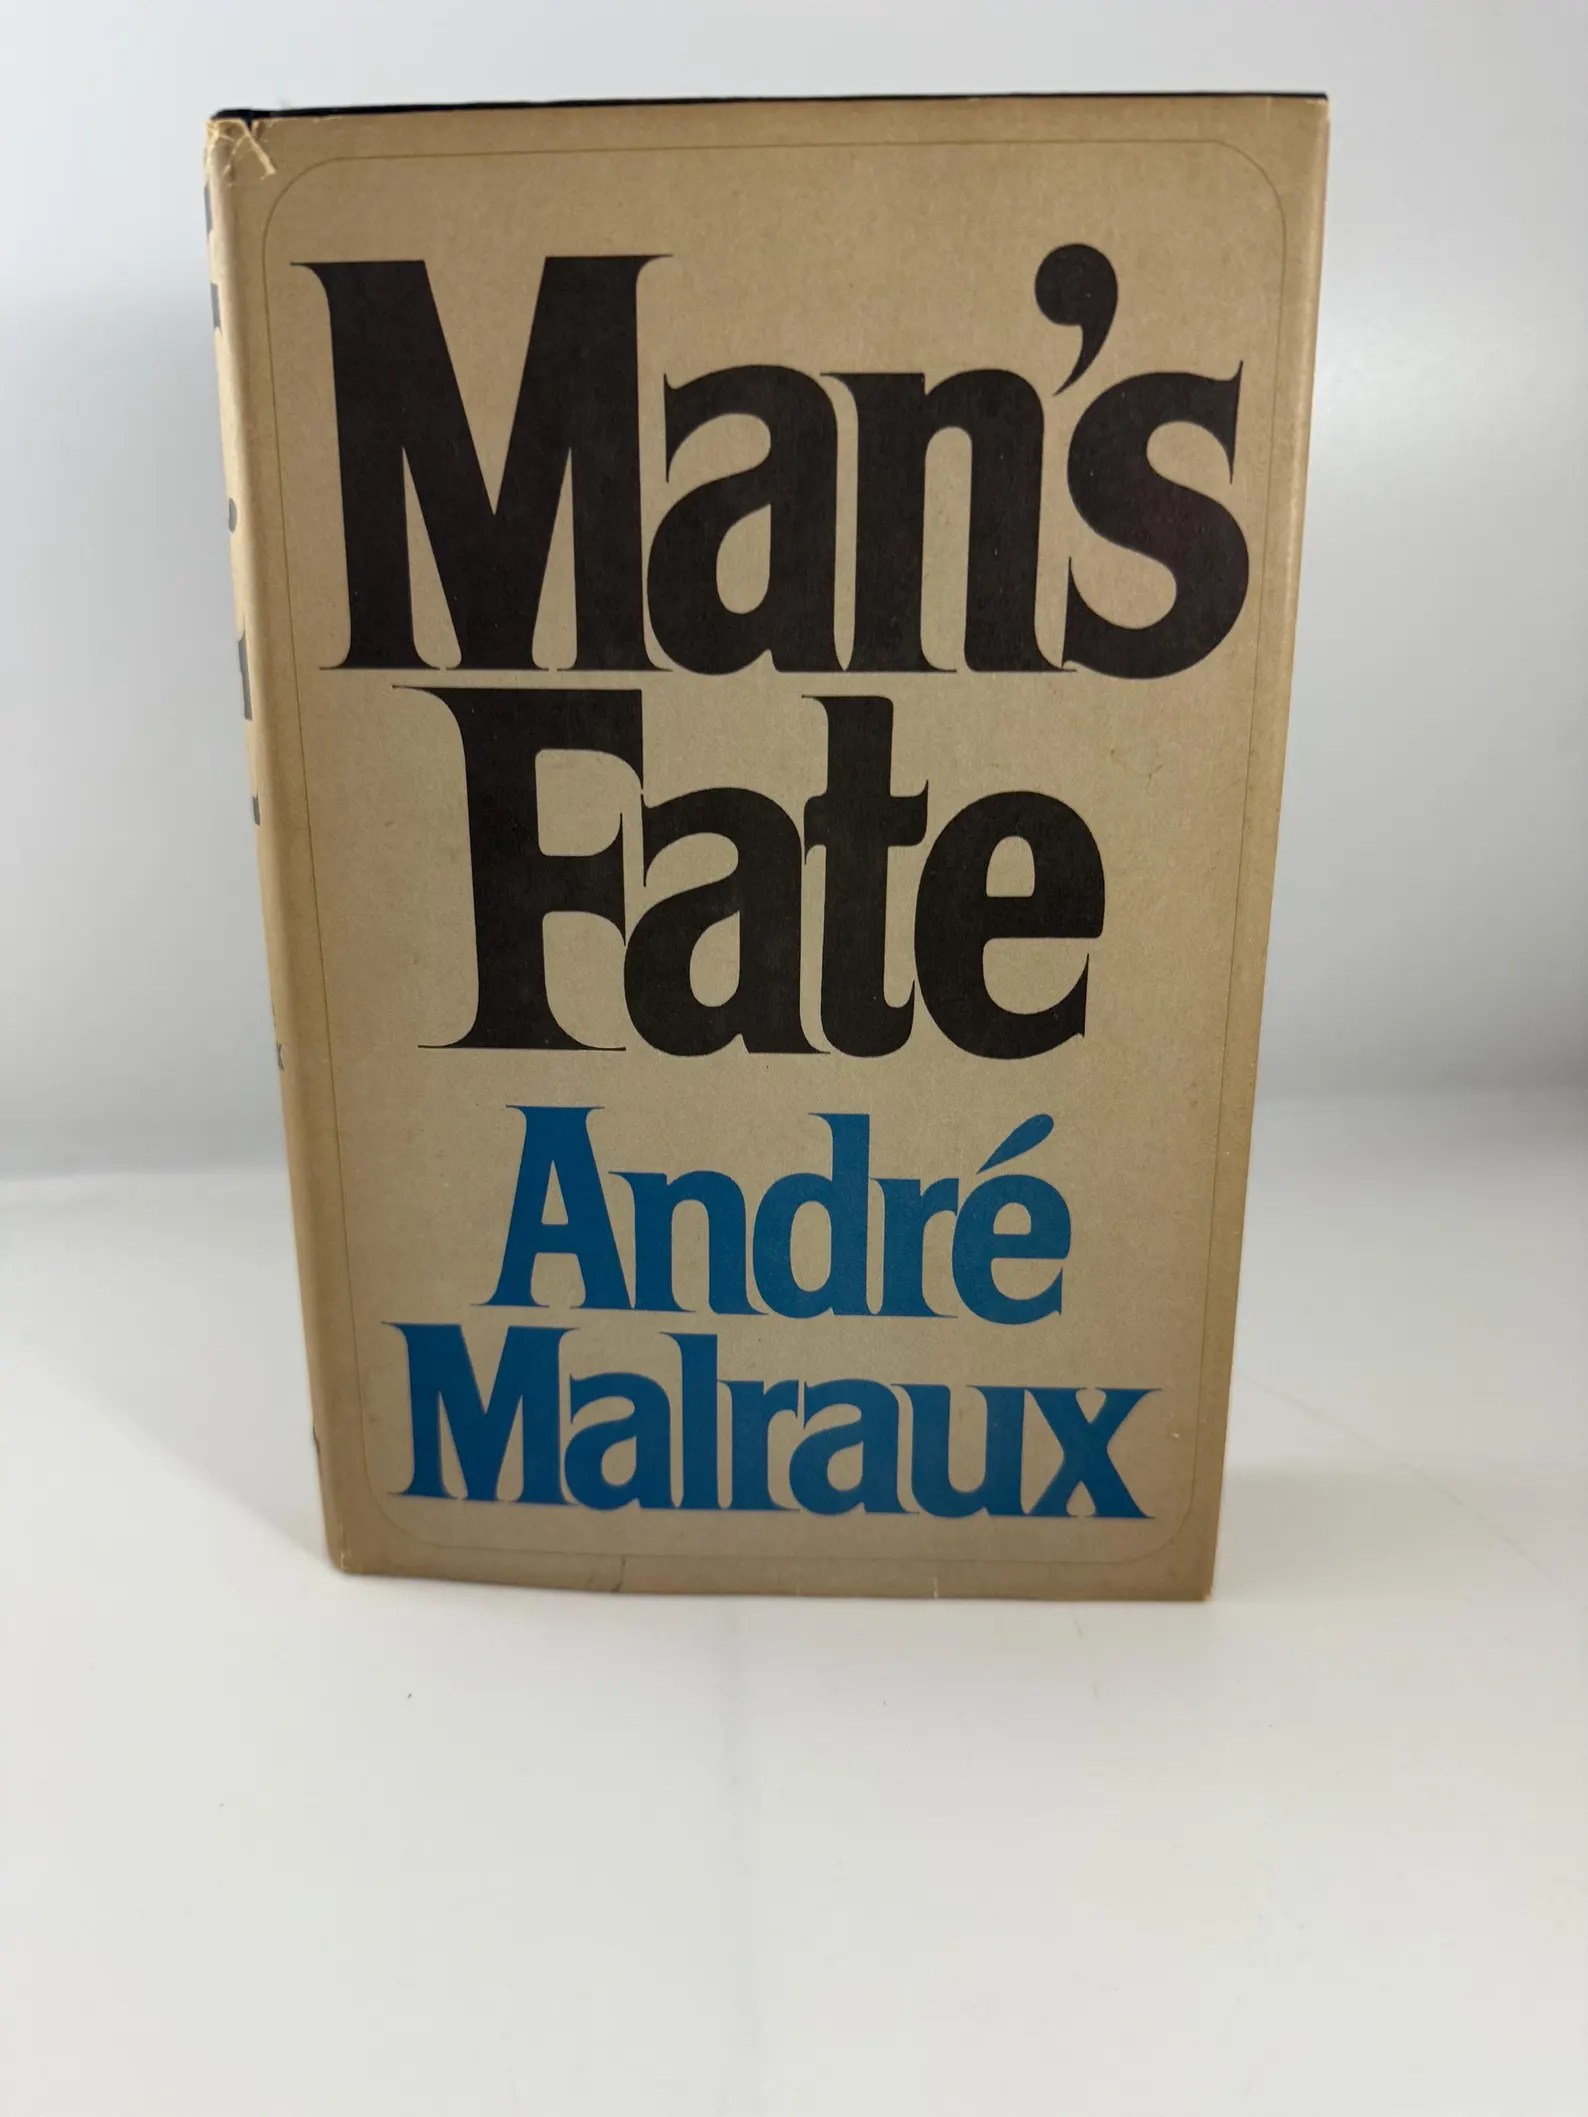 Man's
Fate
André
Malraux